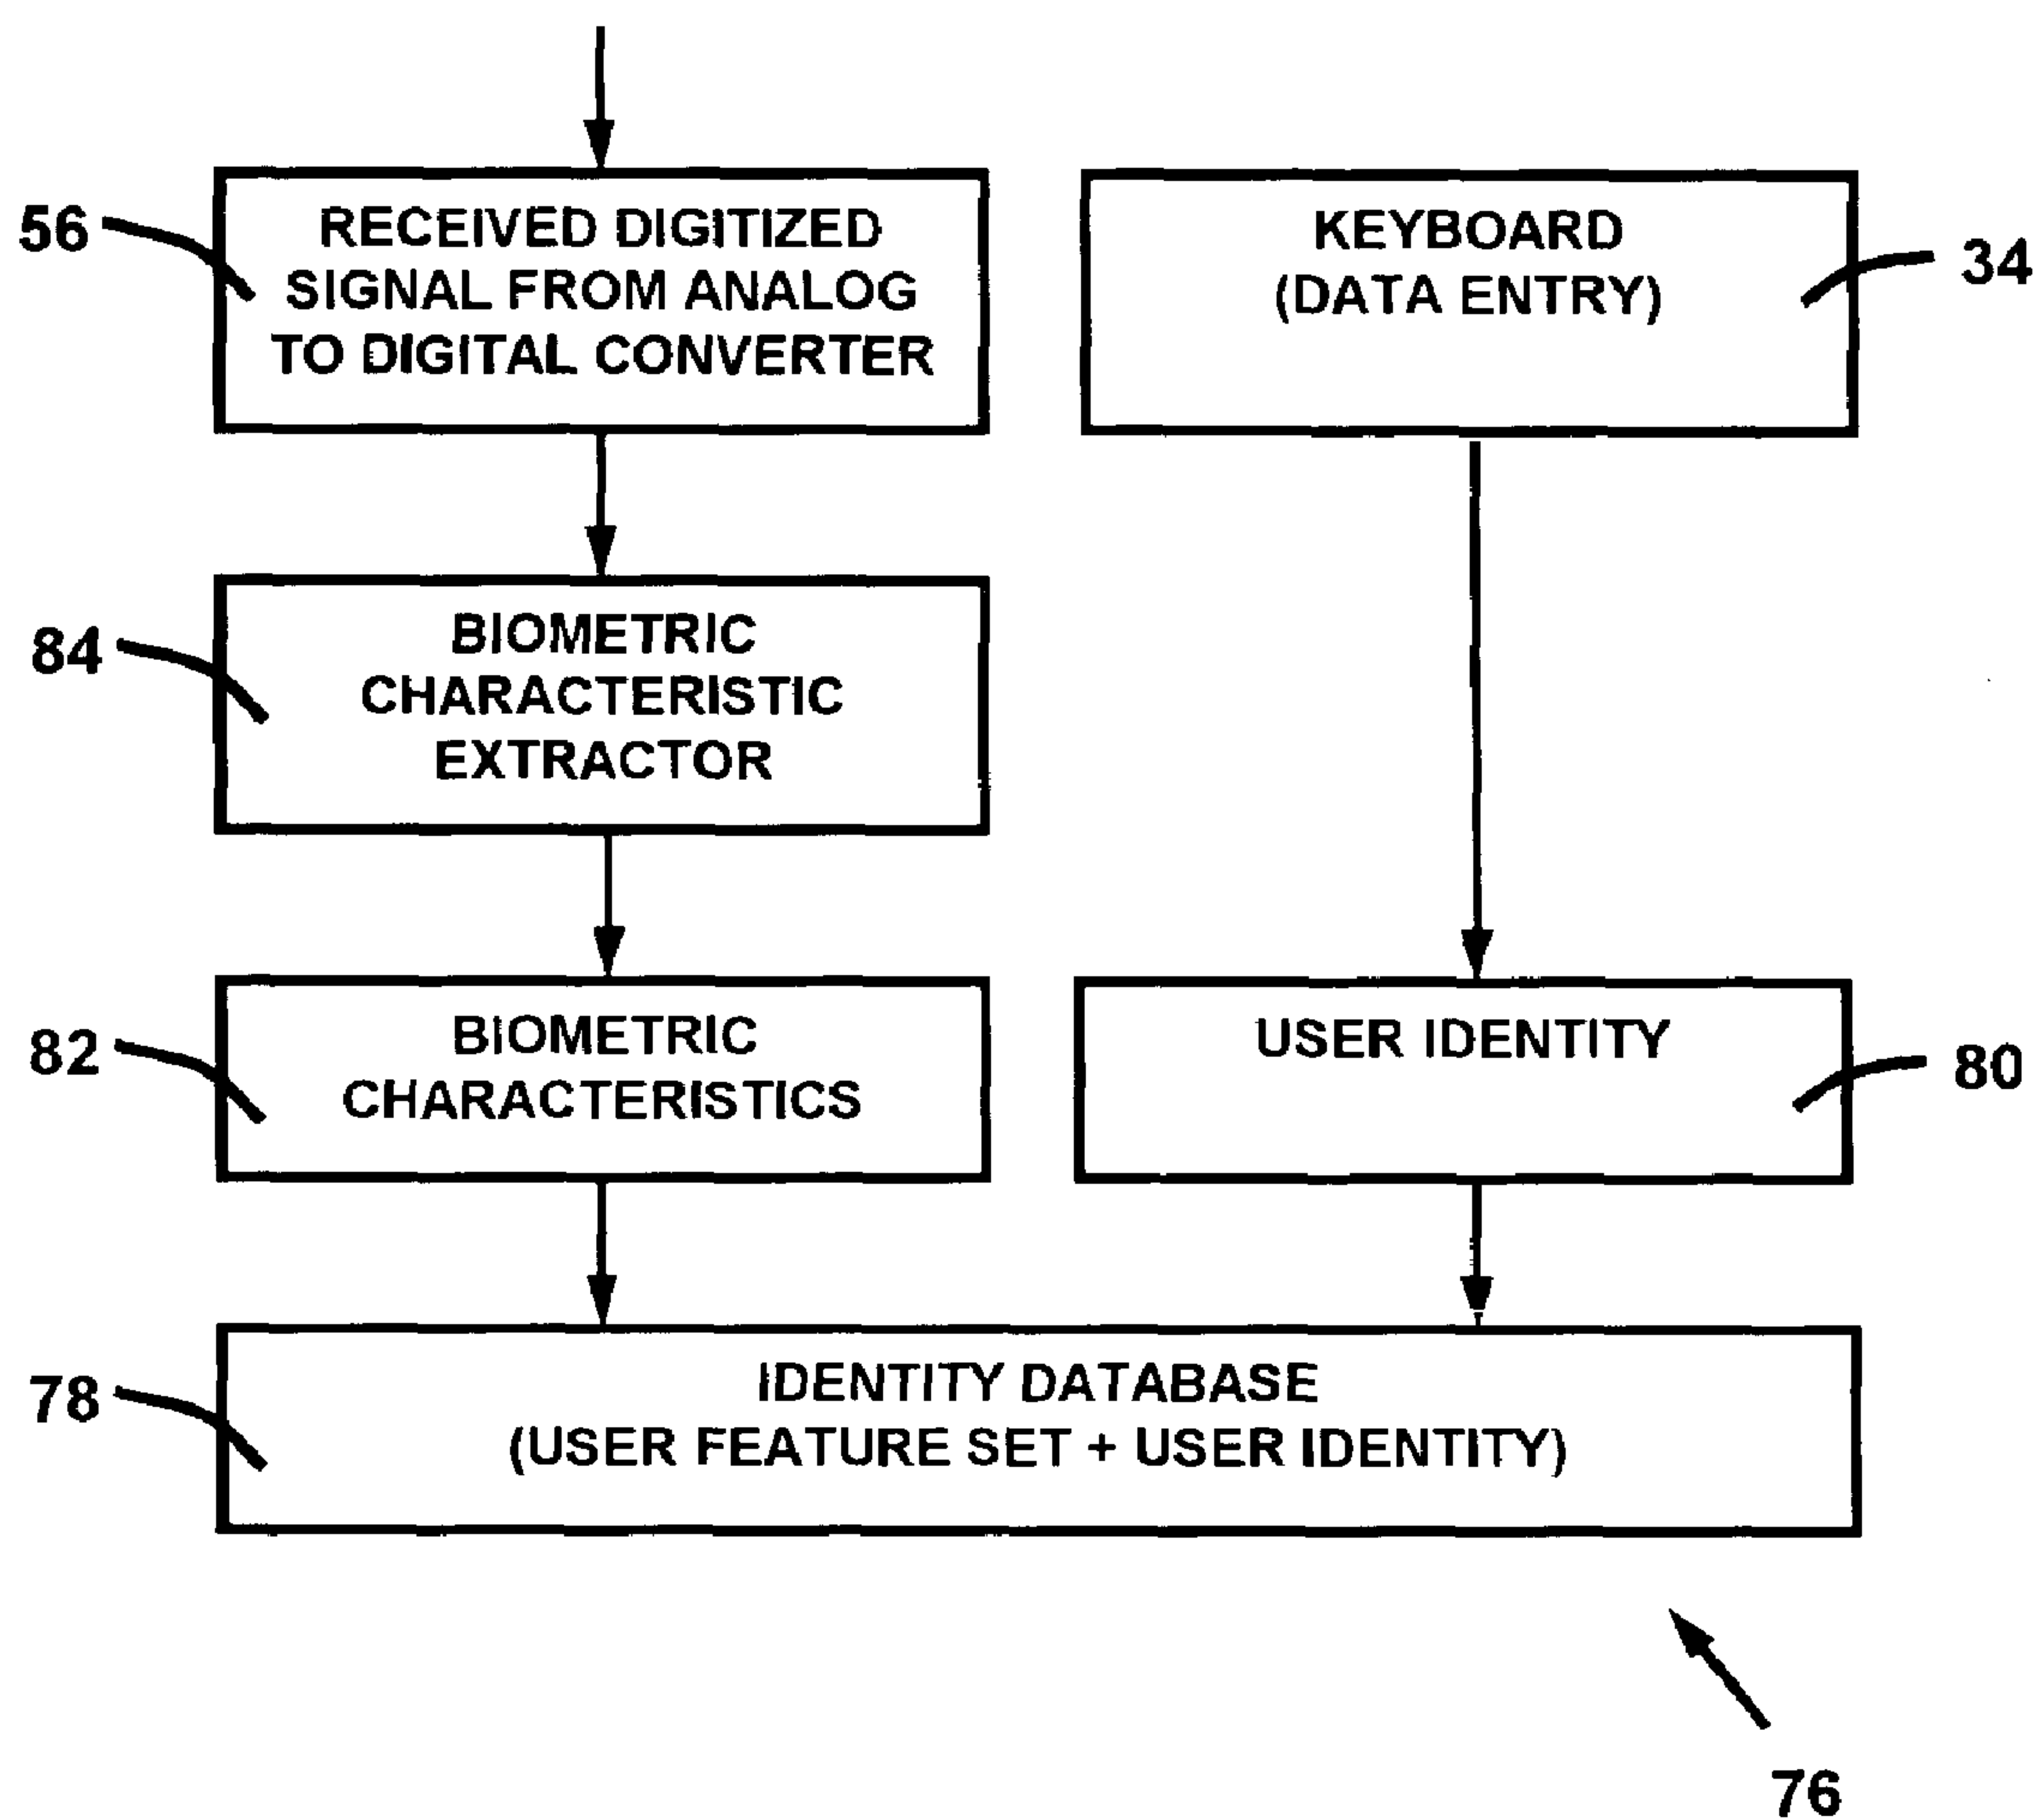 56
RECEIVED DIGITIZED
SIGNAL FROM ANALOG
TO DIGITAL CONVERTER
KEYBOARD
(DATA ENTRY)
34
84
BIOMETRIC
CHARACTERISTIC
EXTRACTOR
82
BIOMETRIC
CHARACTERISTICS
USER IDENTITY
80
78
IDENTITY DATABASE
(USER FEATURE SET + USER IDENTITY)
76